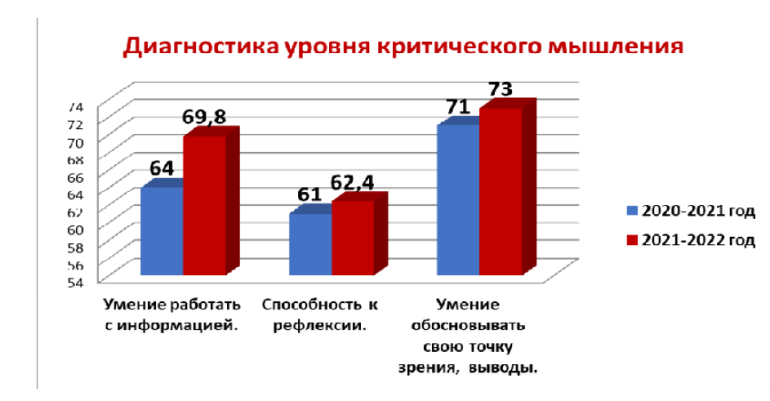 Диагностика уровня критического мышления
74
72
70
68
66
64
62
60
58
56
54
64
69,8
61
62,4
71
73
Умение работать
с информацией.
Способность к
рефлексии.
Умение
обосновывать
свою точку
зрения, выводы.
2020-2021 год
2021-2022 год